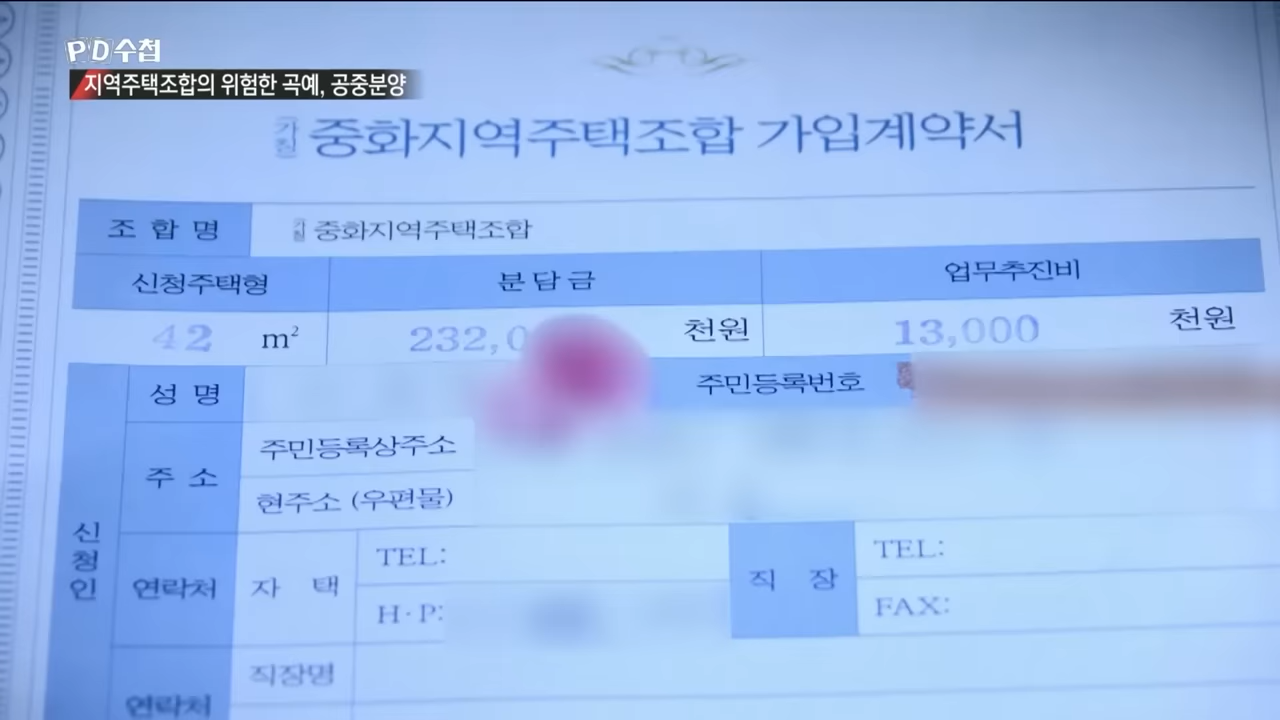 PD수첩
지역주택조합의 위험한 곡예, 공중분양
가칭 중화지역주택조합 가입계약서
조 합 명 가칭 중화지역주택조합
신청주택형 분 담 금 업무추진비
42 m² 232,0 천원 13,000 천원
신청인
성 명 주민등록번호
주 소 주민등록상주소
현주소 (우편물)
연락처 자 택 TEL: 직 장 TEL:
H·P: FAX:
연락처 직장명